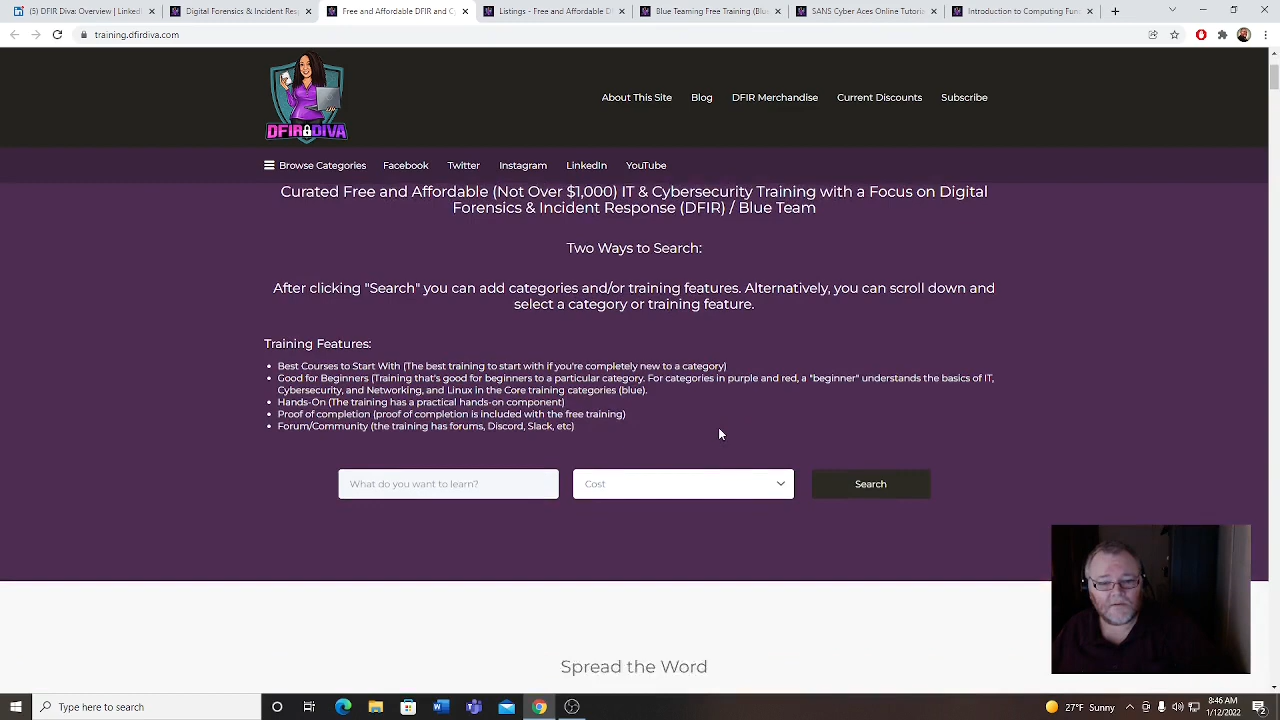 (5) DFIR Diva: Overview | LinkedI
Digital Forensics & Incident Resp
Free and Affordable DFIR and Cy
Listings - Free and Affordable D
Blue Teaming Free Training (Blue
SANS Cyber Aces Online Tutoria
Introduction to Computing Fun
training.dfirdiva.com
DFIR DIVA
About This Site
Blog
DFIR Merchandise
Current Discounts
Subscribe
Browse Categories
Facebook
Twitter
Instagram
LinkedIn
YouTube
Curated Free and Affordable (Not Over $1,000) IT & Cybersecurity Training with a Focus on Digital
Forensics & Incident Response (DFIR) / Blue Team
Two Ways to Search:
After clicking "Search" you can add categories and/or training features. Alternatively, you can scroll down and
select a category or training feature.
Training Features:
• Best Courses to Start With (The best training to start with if you're completely new to a category)
• Good for Beginners (Training that's good for beginners to a particular category. For categories in purple and red, a "beginner" understands the basics of IT,
Cybersecurity, and Networking, and Linux in the Core training categories (blue).
• Hands-On (The training has a practical hands-on component)
• Proof of completion (proof of completion is included with the free training)
• Forum/Community (the training has forums, Discord, Slack, etc)
What do you want to learn?
Cost
Search
Spread the Word
Type here to search
27°F Sunny
8:46 AM
1/12/2022